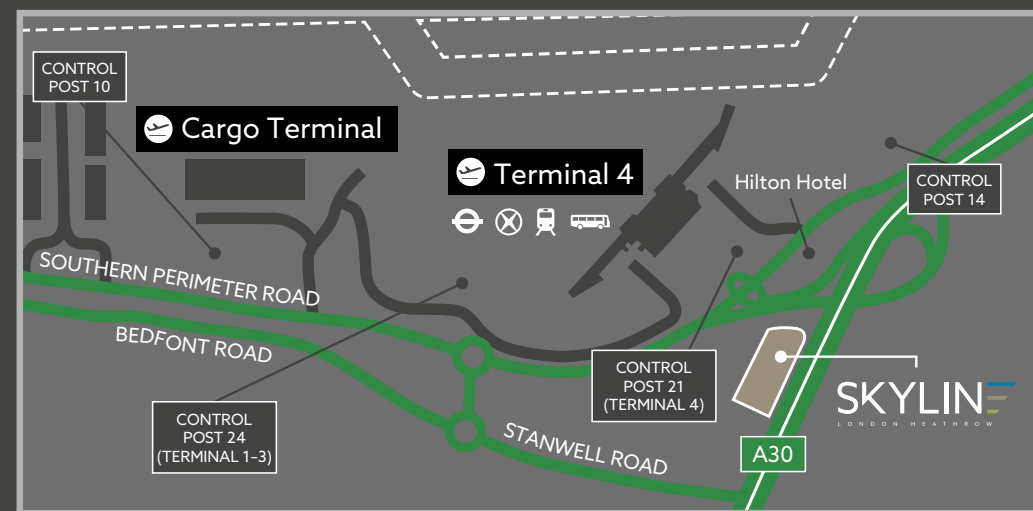 CONTROL
POST 10
Cargo Terminal
Terminal 4
Hilton Hotel
CONTROL
POST 14
SOUTHERN PERIMETER ROAD
BEDFONT ROAD
CONTROL
POST 21
(TERMINAL 4)
SKYLINE
LONDON HEATHROW
CONTROL
POST 24
(TERMINAL 1–3)
STANWELL ROAD
A30